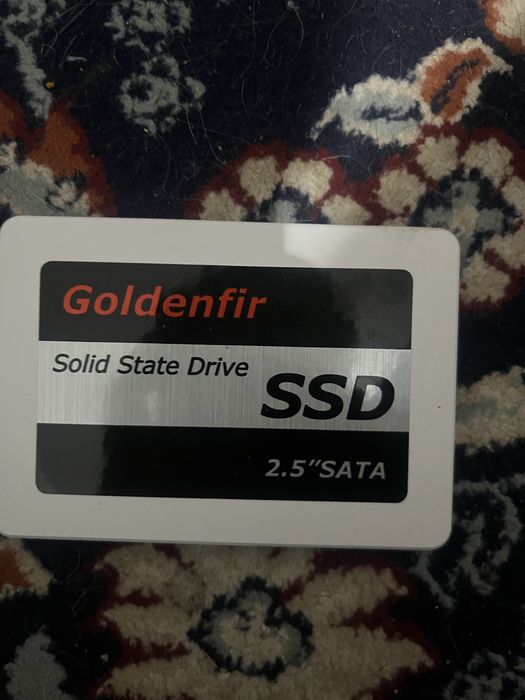 Goldenfir
Solid State Drive
SSD
2.5"SATA